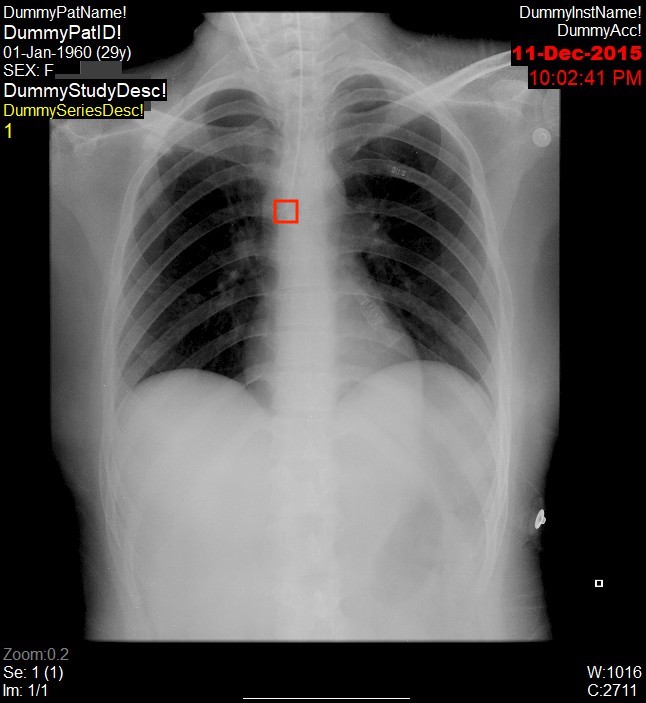 DummyPatName!
DummyPatID!
01-Jan-1960 (29y)
SEX: F
DummyStudyDesc!
DummySeriesDesc!
1
DummyInstName!
DummyAcc!
11-Dec-2015
10:02:41 PM
Zoom:0.2
Se: 1 (1)
Im: 1/1
W:1016
C:2711